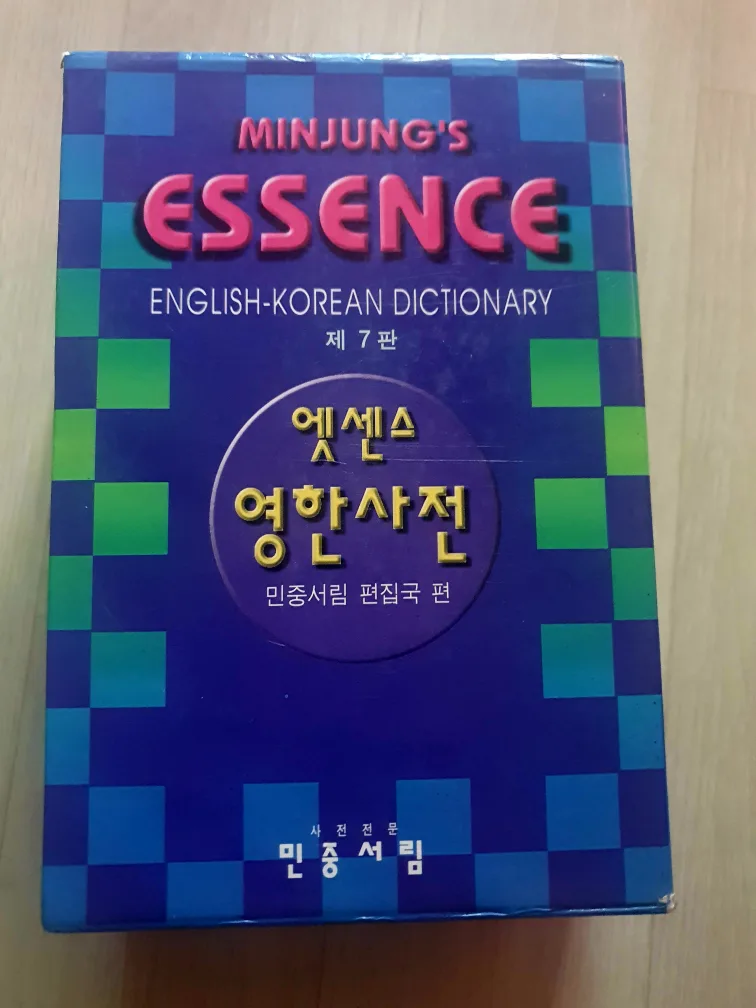 MINJUNG'S
ESSENCE
ENGLISH-KOREAN DICTIONARY
제 7 판
엣센스
영한사전
민중서림 편집국 편
사전전문
민중서림